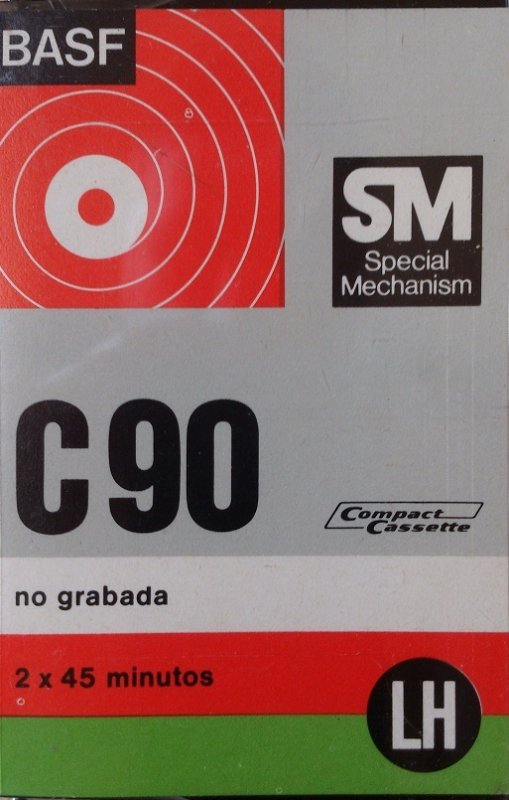 BASF
SM
Special
Mechanism
C90
Compact
Cassette
no grabada
2 x 45 minutos
LH